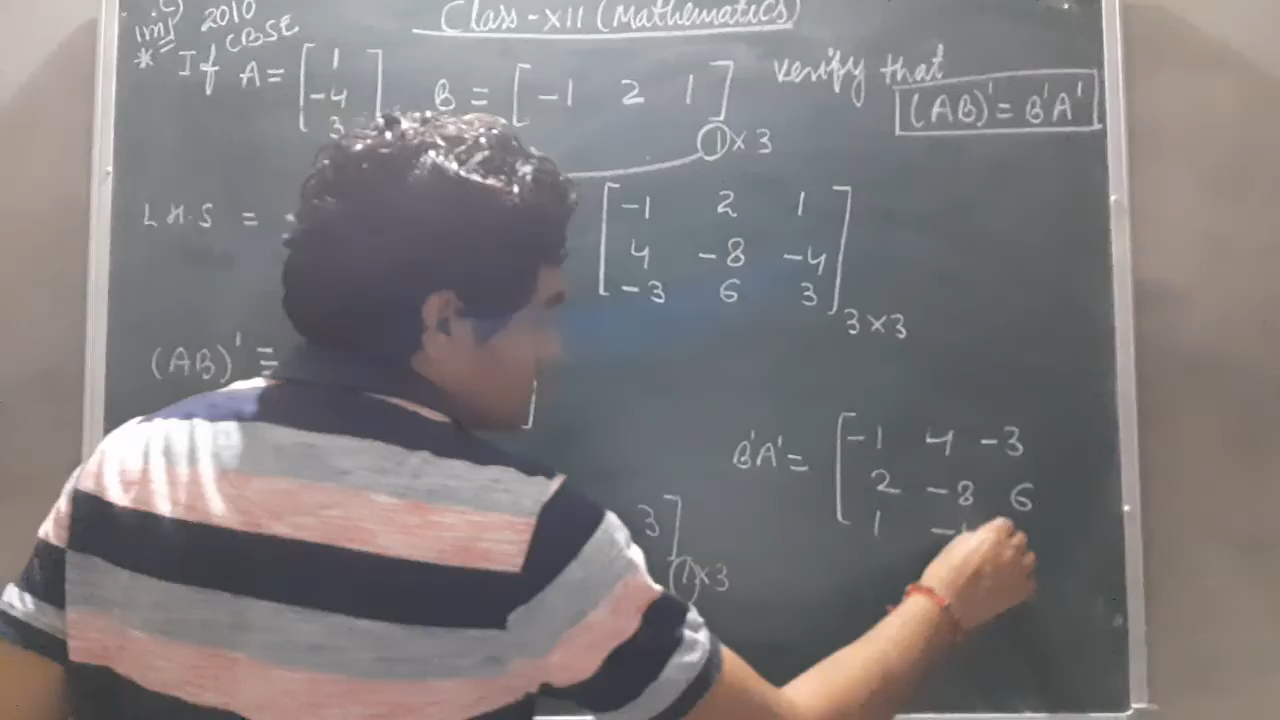 Class-XII (Mathematics)
imp 2010
CBSE
* If A = [ 1 B = [ -1 2 1 ] verify that
-4 (AB)' = B'A'
3
1 × 3
L H.S = [ -1 2 1 ]
4 -8 -4
-3 6 3
3 × 3
(AB)' =
]
B'A' = [ -1 4 -3
2 -8 6
1
3 ]
1 × 3